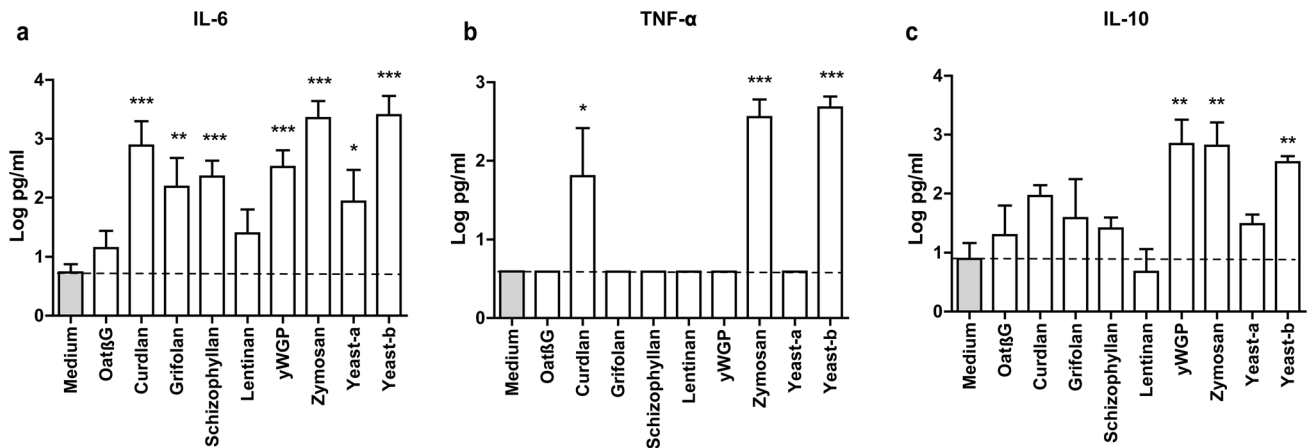 IL-6
a
Log pg/ml
4
3
2
1
0
***
**
***
***
***
*
***
Medium
OatßG
Curdlan
Grifolan
Schizophyllan
Lentinan
yWGP
Zymosan
Yeast-a
Yeast-b
TNF-α
b
Log pg/ml
3
2
1
0
*
***
***
Medium
OatßG
Curdlan
Grifolan
Schizophyllan
Lentinan
yWGP
Zymosan
Yeast-a
Yeast-b
IL-10
c
Log pg/ml
4
3
2
1
0
**
**
**
Medium
OatßG
Curdlan
Grifolan
Schizophyllan
Lentinan
yWGP
Zymosan
Yeast-a
Yeast-b